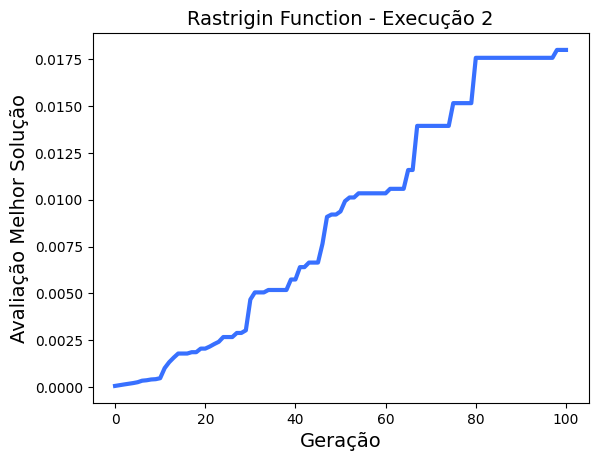 Rastrigin Function - Execução 2
0.0175
0.0150
0.0125
0.0100
0.0075
0.0050
0.0025
0.0000
Avaliação Melhor Solução
0 20 40 60 80 100
Geração